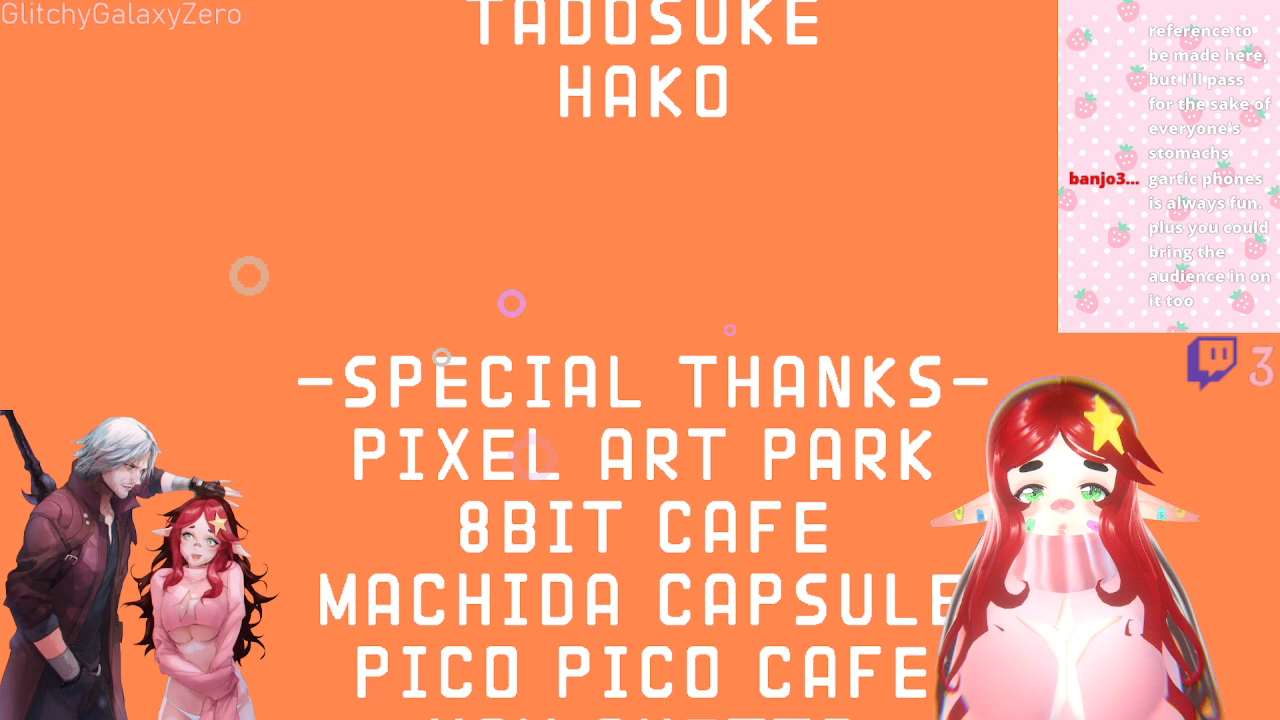 GlitchyGalaxyZero
TADOSUKE
HAKO
-SPECIAL THANKS-
PIXEL ART PARK
8BIT CAFE
MACHIDA CAPSULE
PICO PICO CAFE
reference to
be made here,
but I'll pass
for the sake of
everyone's
stomachs
banjo3... gartic phones
is always fun.
plus you could
bring the
audience in on
it too
3